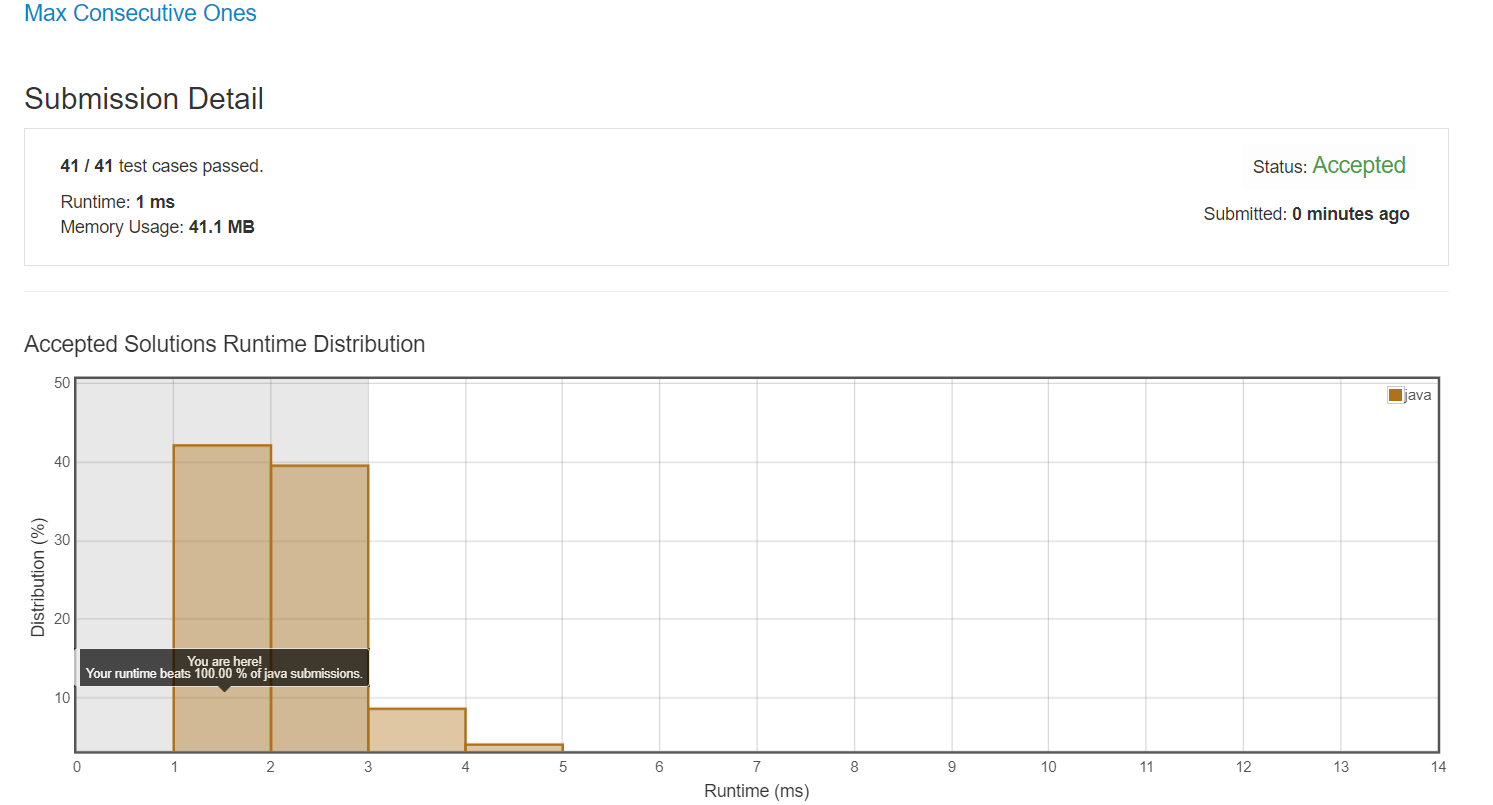 Max Consecutive Ones
Submission Detail
41 / 41 test cases passed.
Status: Accepted
Runtime: 1 ms
Submitted: 0 minutes ago
Memory Usage: 41.1 MB
Accepted Solutions Runtime Distribution
java
50
40
30
20
10
Distribution (%)
You are here!
Your runtime beats 100.00 % of java submissions.
0 1 2 3 4 5 6 7 8 9 10 11 12 13 14
Runtime (ms)